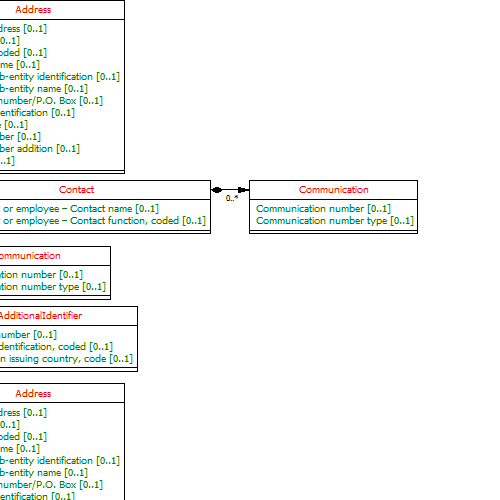 Address
dress [0..1]
[0..1]
oded [0..1]
me [0..1]
b-entity identification [0..1]
b-entity name [0..1]
number/P.O. Box [0..1]
entification [0..1]
[0..1]
ber [0..1]
ber addition [0..1]
..1]
Contact
or employee – Contact name [0..1]
or employee – Contact function, coded [0..1]
0..*
Communication
Communication number [0..1]
Communication number type [0..1]
ommunication
tion number [0..1]
tion number type [0..1]
AdditionalIdentifier
number [0..1]
dentification, coded [0..1]
n issuing country, code [0..1]
Address
dress [0..1]
[0..1]
oded [0..1]
me [0..1]
b-entity identification [0..1]
b-entity name [0..1]
number/P.O. Box [0..1]
entification [0..1]